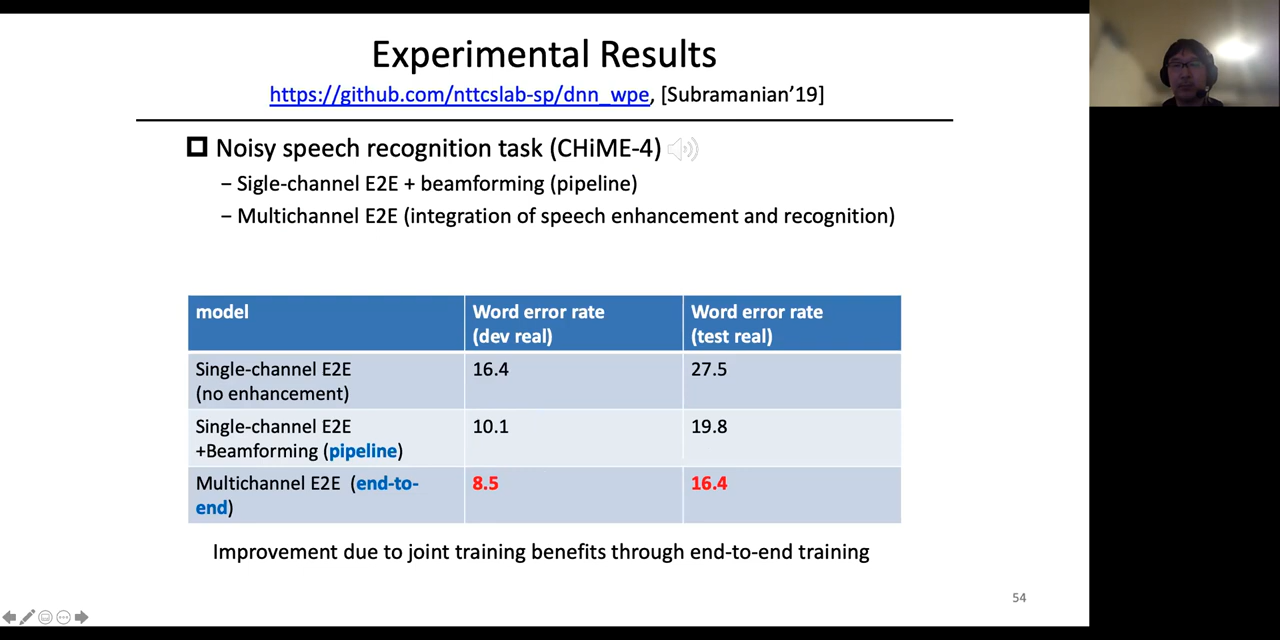 Experimental Results
https://github.com/nttcslab-sp/dnn_wpe, [Subramanian'19]
Noisy speech recognition task (CHiME-4)
– Sigle-channel E2E + beamforming (pipeline)
– Multichannel E2E (integration of speech enhancement and recognition)
model
Word error rate
(dev real)
Word error rate
(test real)
Single-channel E2E
(no enhancement)
16.4
27.5
Single-channel E2E
+Beamforming (pipeline)
10.1
19.8
Multichannel E2E (end-to-
end)
8.5
16.4
Improvement due to joint training benefits through end-to-end training
54